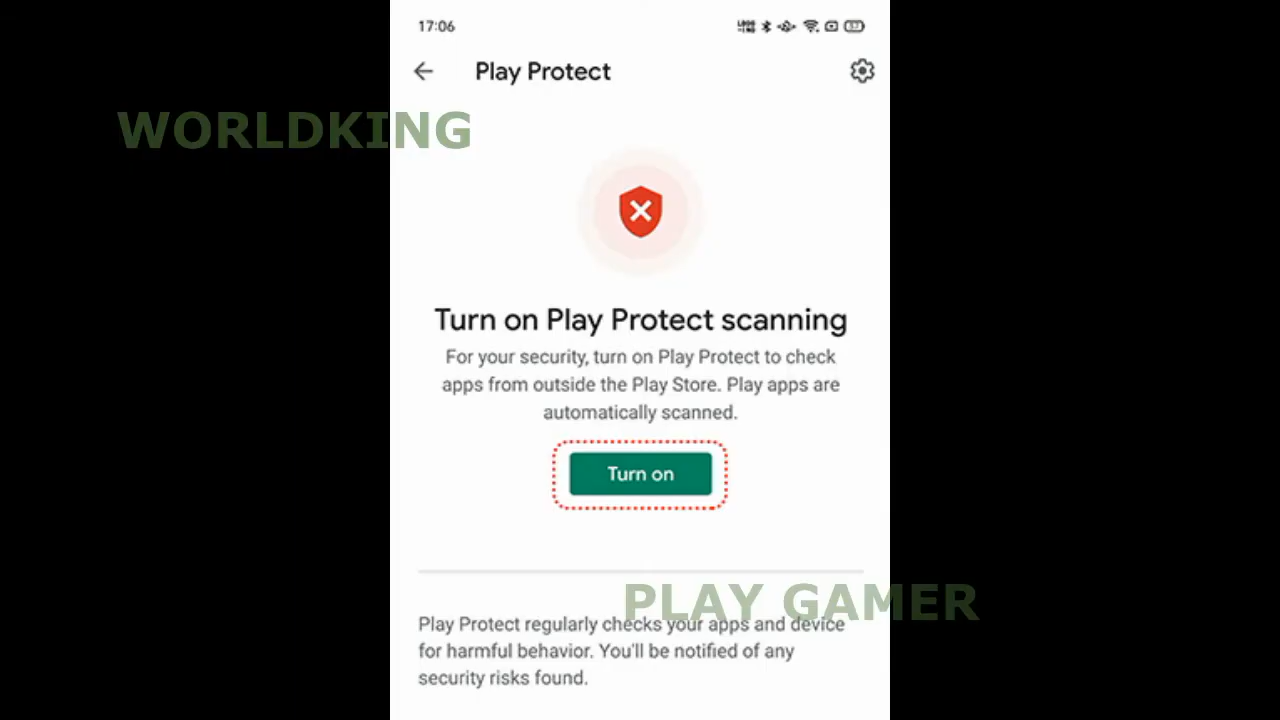 17:06
Play Protect
WORLDKING
Turn on Play Protect scanning
For your security, turn on Play Protect to check
apps from outside the Play Store. Play apps are
automatically scanned.
Turn on
PLAY GAMER
Play Protect regularly checks your apps and device
for harmful behavior. You'll be notified of any
security risks found.